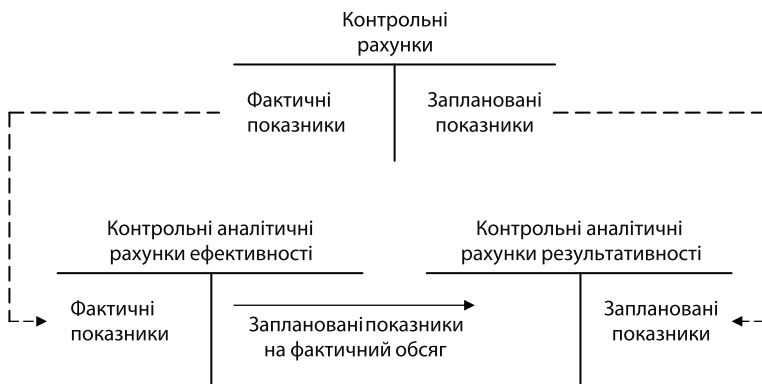 Контрольні
рахунки
Фактичні
показники
Заплановані
показники
Контрольні аналітичні
рахунки ефективності
Контрольні аналітичні
рахунки результативності
Фактичні
показники
Заплановані показники
на фактичний обсяг
Заплановані
показники